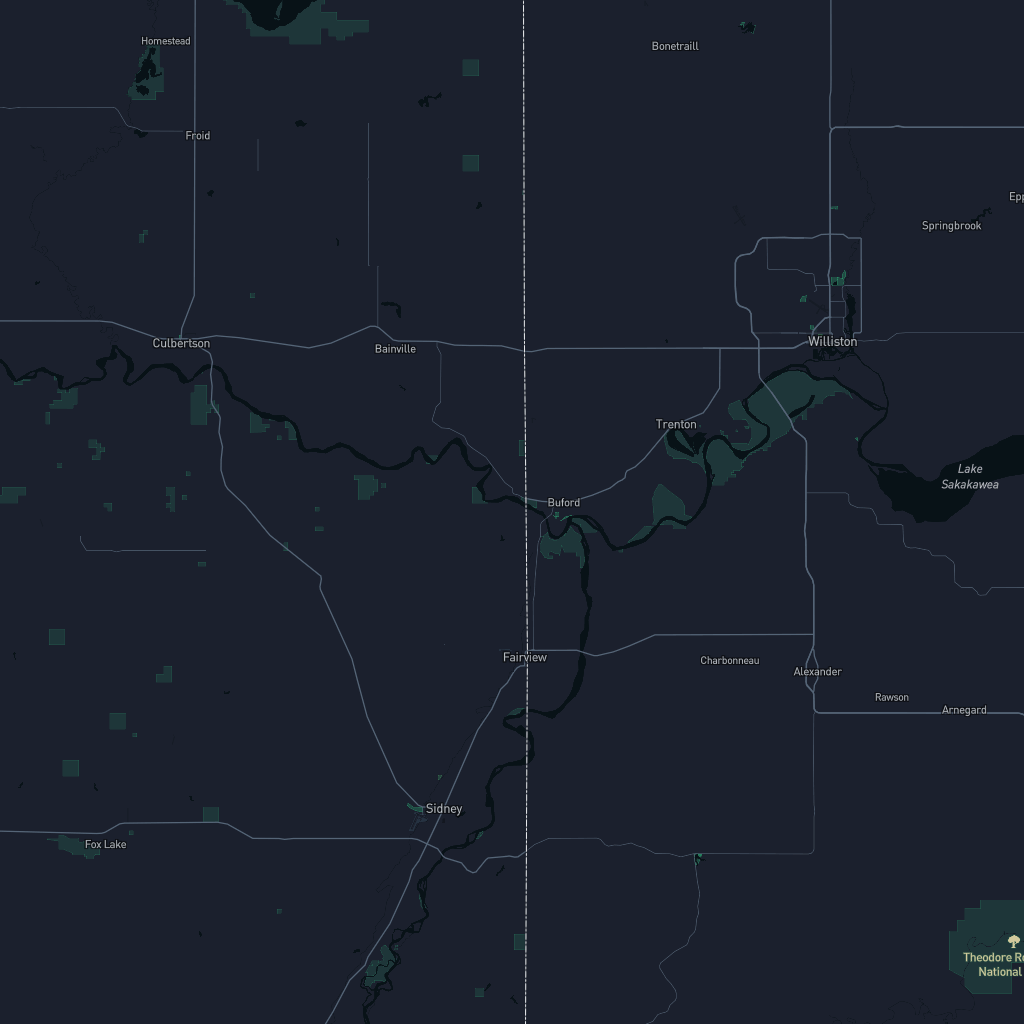 Homestead
Bonetraill
Froid
Epp
Springbrook
Culbertson
Bainville
Williston
Trenton
Lake
Sakakawea
Buford
Fairview
Charbonneau
Alexander
Rawson
Arnegard
Sidney
Fox Lake
Theodore Ro
National